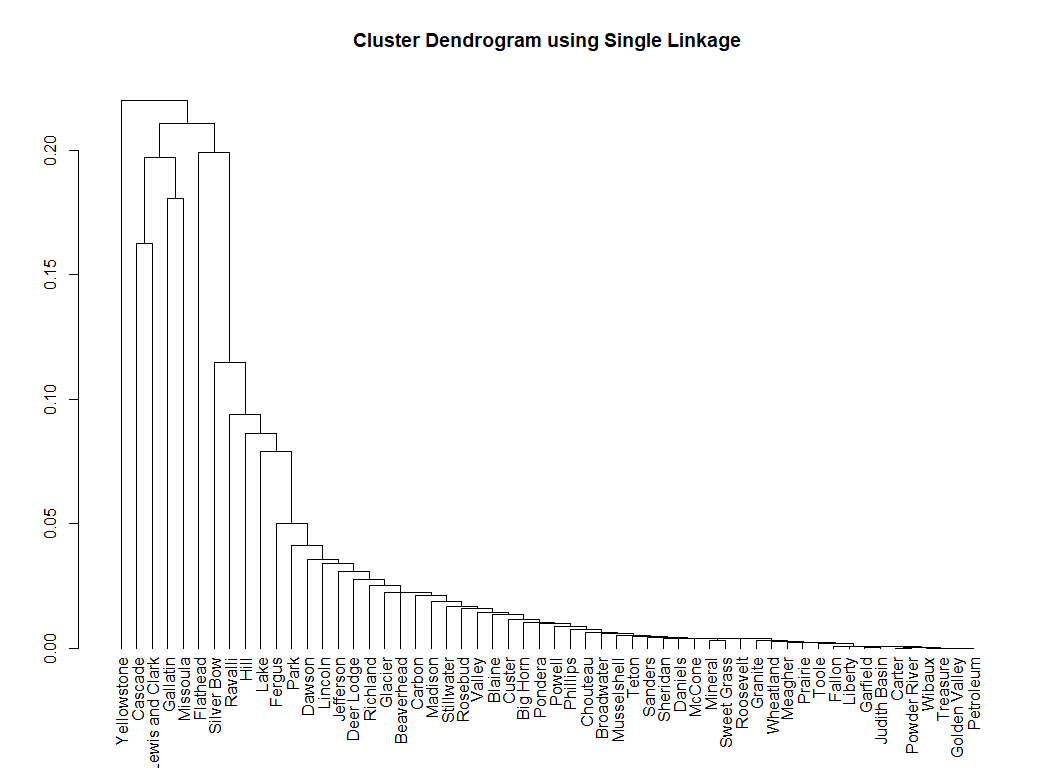 Cluster Dendrogram using Single Linkage
0.20
0.15
0.10
0.05
0.00
Yellowstone
Cascade
Lewis and Clark
Gallatin
Missoula
Flathead
Silver Bow
Ravalli
Hill
Lake
Fergus
Park
Dawson
Lincoln
Jefferson
Deer Lodge
Richland
Glacier
Beaverhead
Carbon
Madison
Stillwater
Rosebud
Valley
Blaine
Custer
Big Horn
Pondera
Powell
Phillips
Chouteau
Broadwater
Musselshell
Teton
Sanders
Sheridan
Daniels
McCone
Mineral
Sweet Grass
Roosevelt
Granite
Wheatland
Meagher
Prairie
Toole
Fallon
Liberty
Garfield
Judith Basin
Carter
Powder River
Wibaux
Treasure
Golden Valley
Petroleum